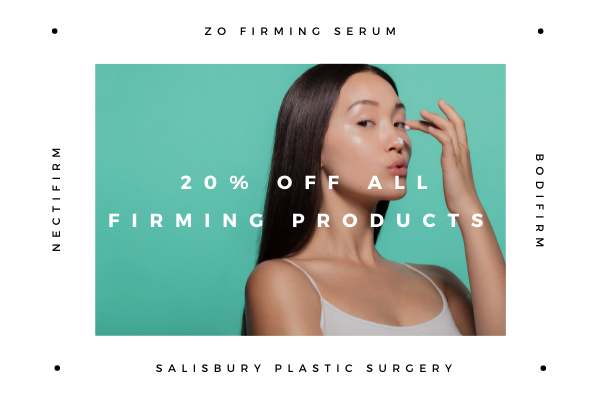 ZO FIRMING SERUM
NECTIFIRM
20% OFF ALL
FIRMING PRODUCTS
BODIFIRM
SALISBURY PLASTIC SURGERY